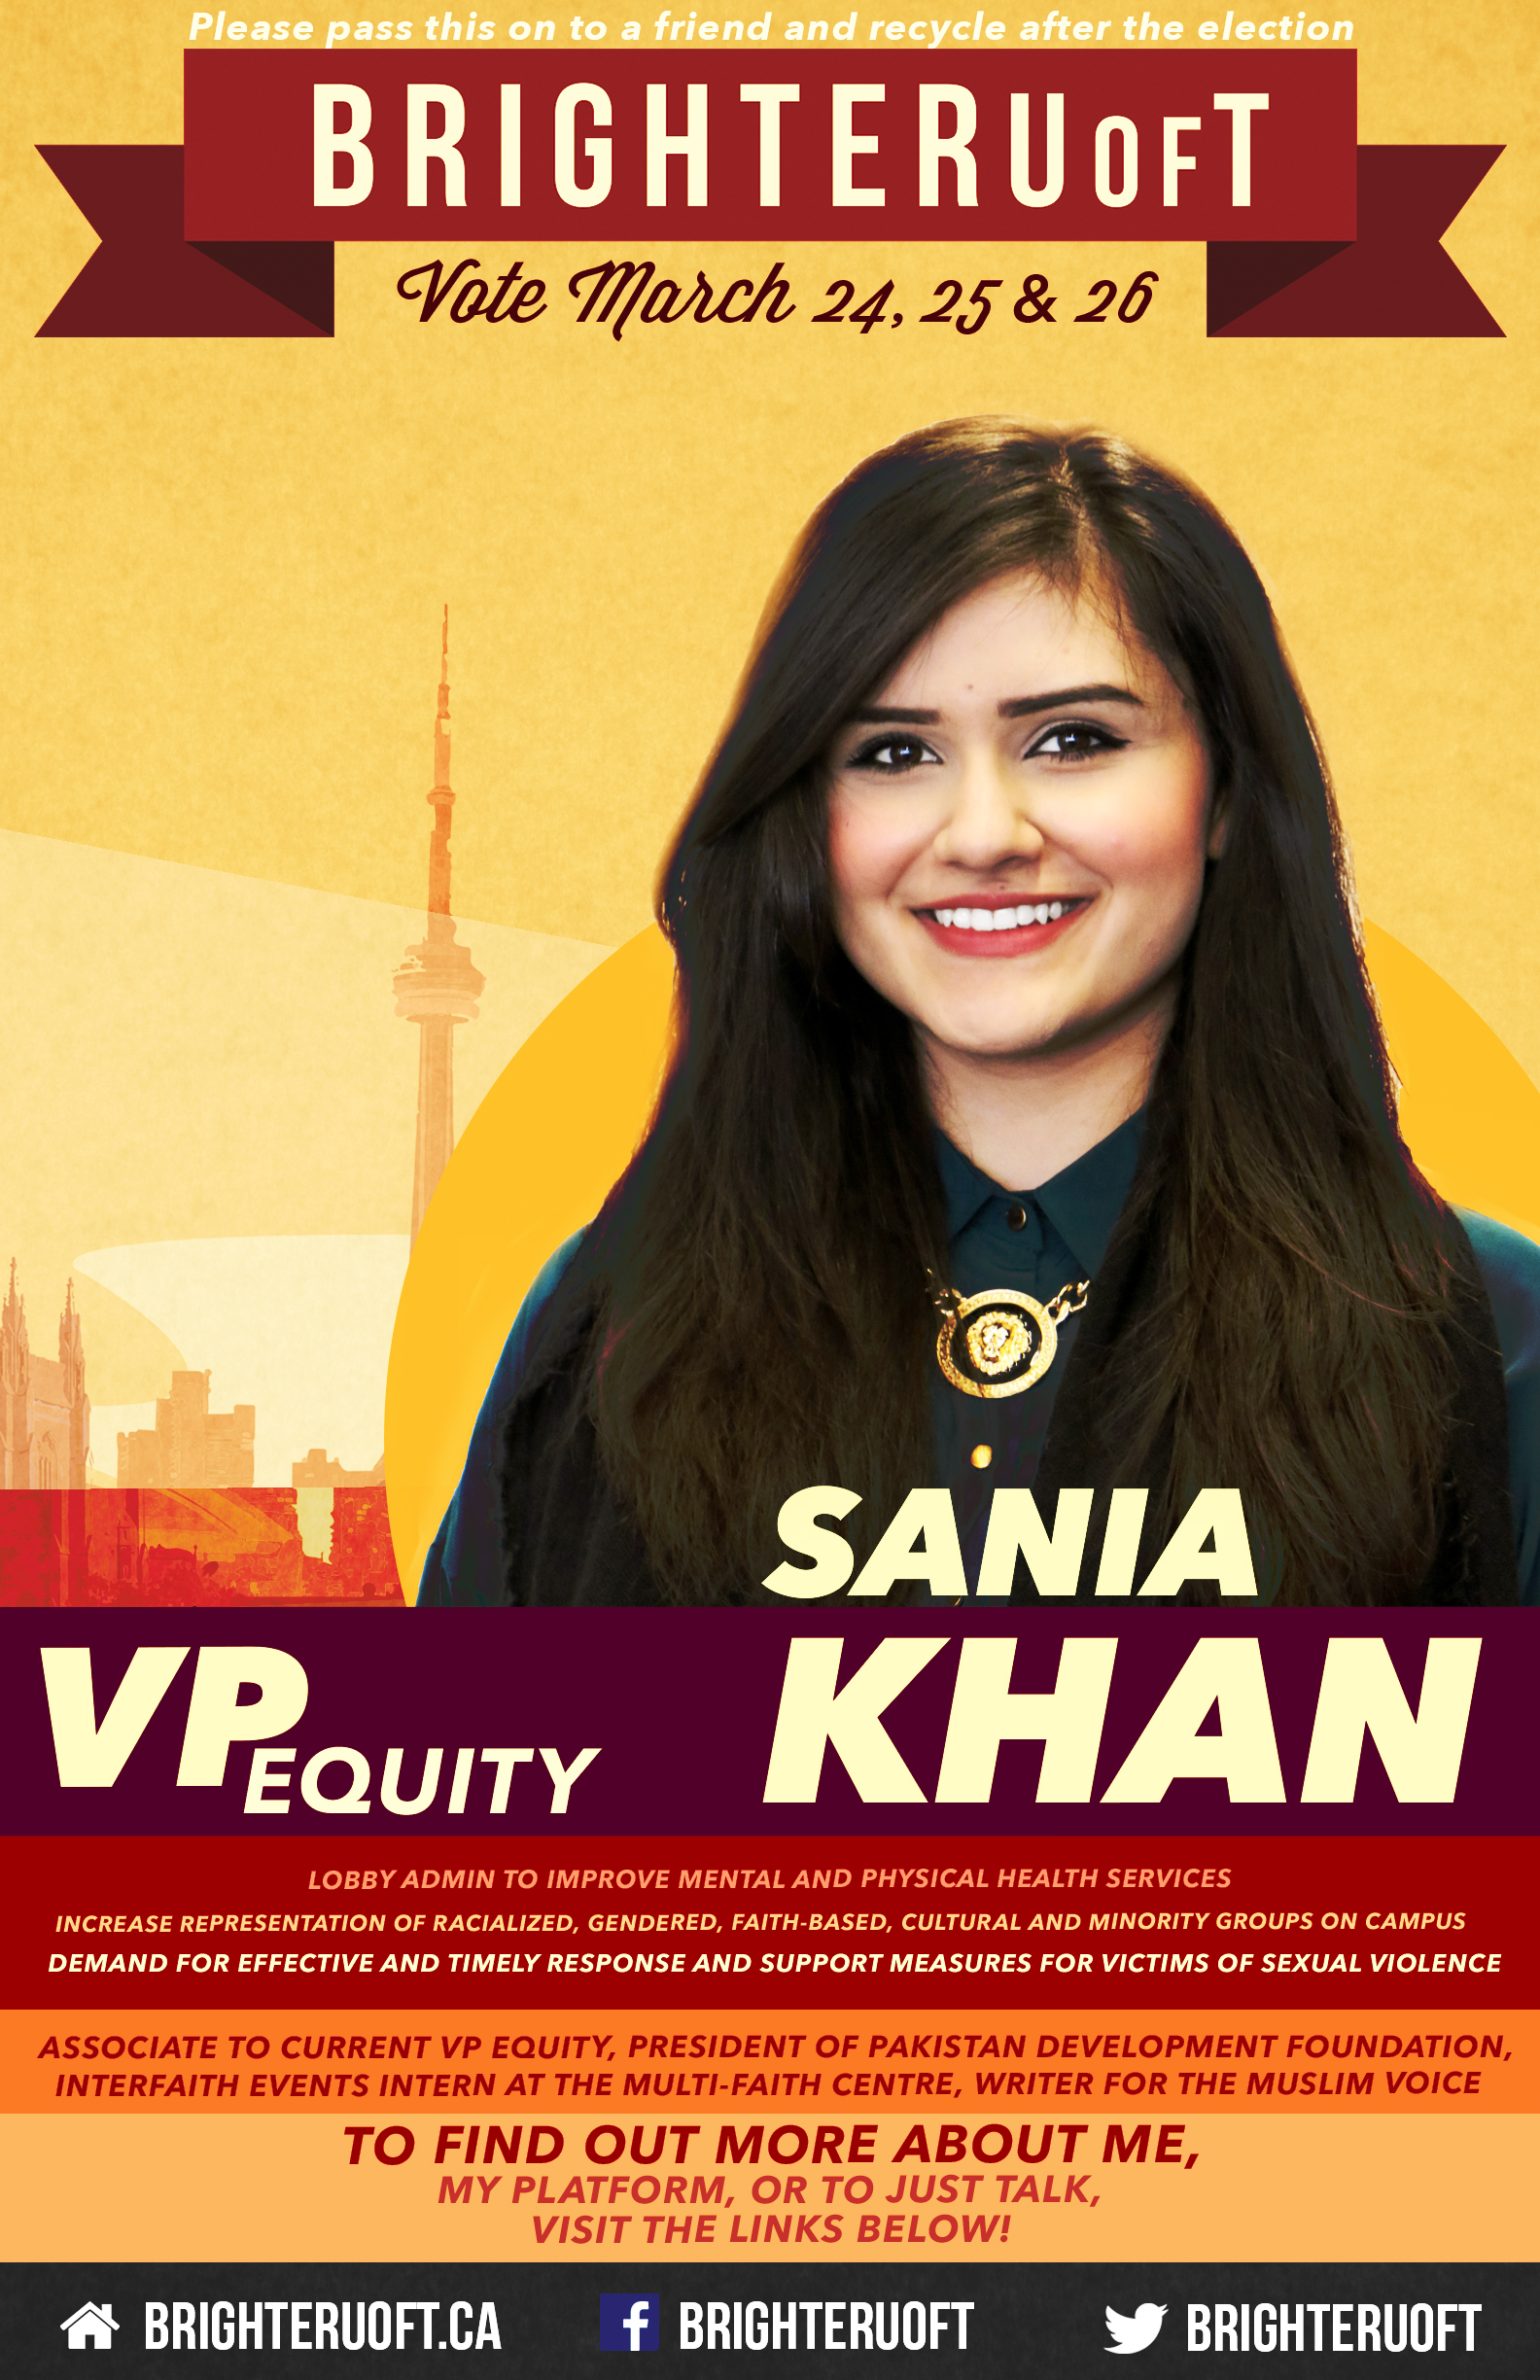 Please pass this on to a friend and recycle after the election
BRIGHTERUOFT
Vote March 24, 25 & 26
SANIA
KHAN
VP
EQUITY
LOBBY ADMIN TO IMPROVE MENTAL AND PHYSICAL HEALTH SERVICES
INCREASE REPRESENTATION OF RACIALIZED, GENDERED, FAITH-BASED, CULTURAL AND MINORITY GROUPS ON CAMPUS
DEMAND FOR EFFECTIVE AND TIMELY RESPONSE AND SUPPORT MEASURES FOR VICTIMS OF SEXUAL VIOLENCE
ASSOCIATE TO CURRENT VP EQUITY, PRESIDENT OF PAKISTAN DEVELOPMENT FOUNDATION,
INTERFAITH EVENTS INTERN AT THE MULTI-FAITH CENTRE, WRITER FOR THE MUSLIM VOICE
TO FIND OUT MORE ABOUT ME,
MY PLATFORM, OR TO JUST TALK,
VISIT THE LINKS BELOW!
BRIGHTERUOFT.CA
f BRIGHTERUOFT
BRIGHTERUOFT